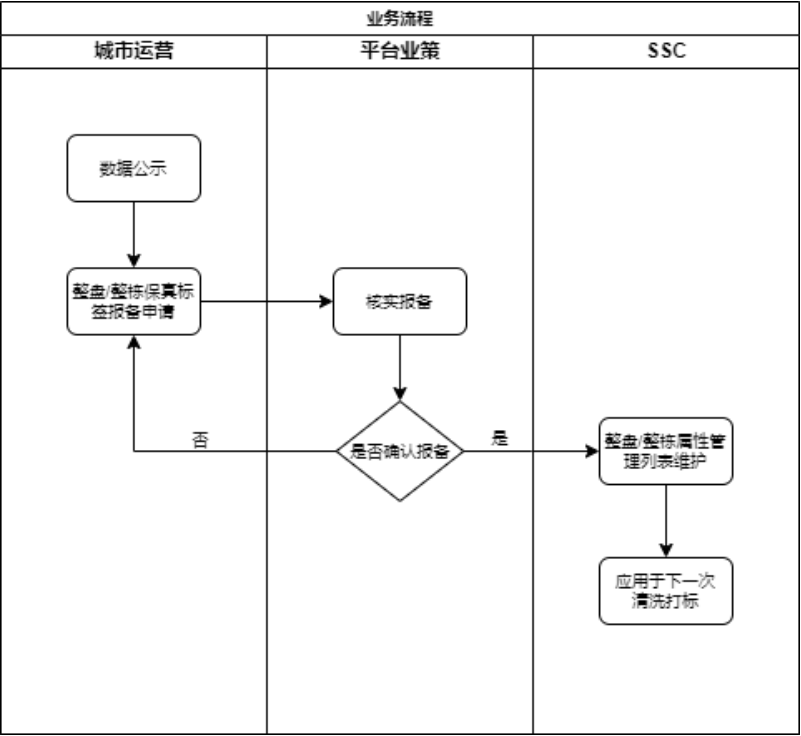 业务流程
城市运营
平台业策
SSC
数据公示
整盘/整栋保真标
签报备申请
核实报备
是否确认报备
否
是
整盘/整栋属性管
理列表维护
应用于下一次
清洗打标